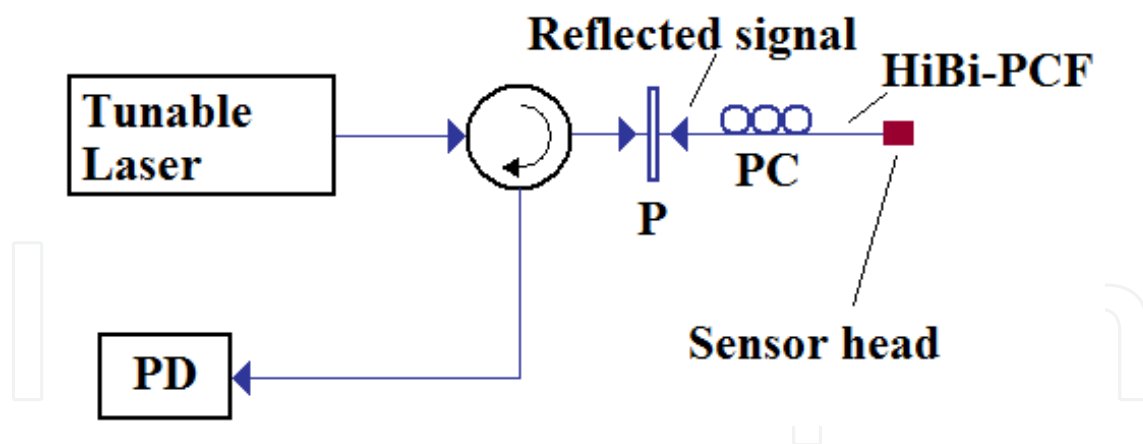 Reflected signal
HiBi-PCF
Tunable
Laser
PC
P
Sensor head
PD